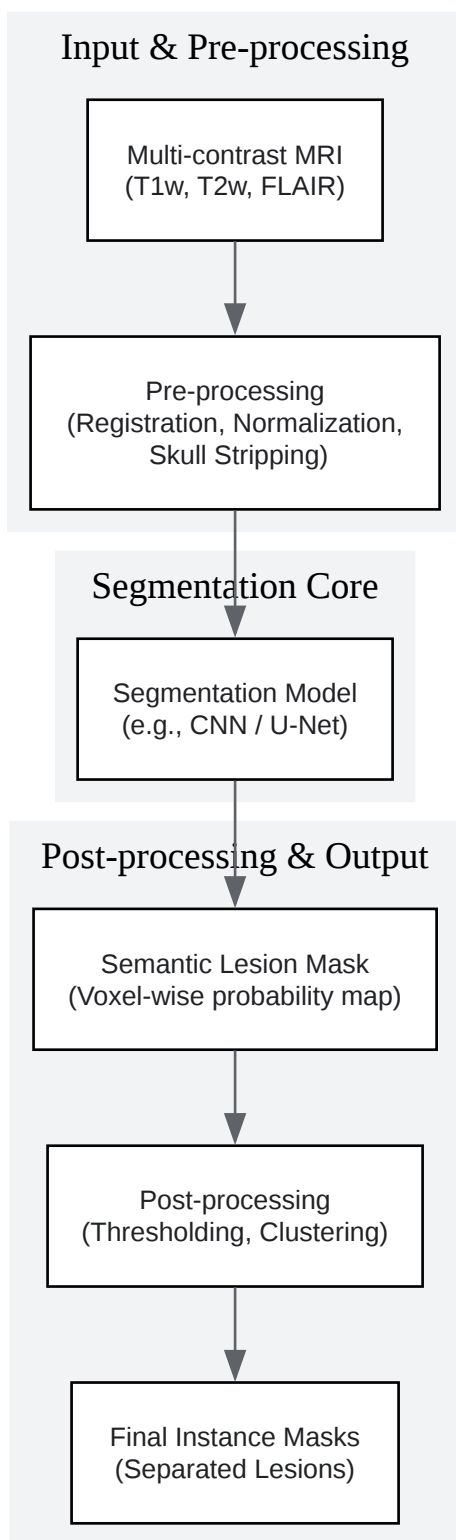 Input & Pre-processing
Multi-contrast MRI
(T1w, T2w, FLAIR)
Pre-processing
(Registration, Normalization,
Skull Stripping)
Segmentation Core
Segmentation Model
(e.g., CNN / U-Net)
Post-processing & Output
Semantic Lesion Mask
(Voxel-wise probability map)
Post-processing
(Thresholding, Clustering)
Final Instance Masks
(Separated Lesions)